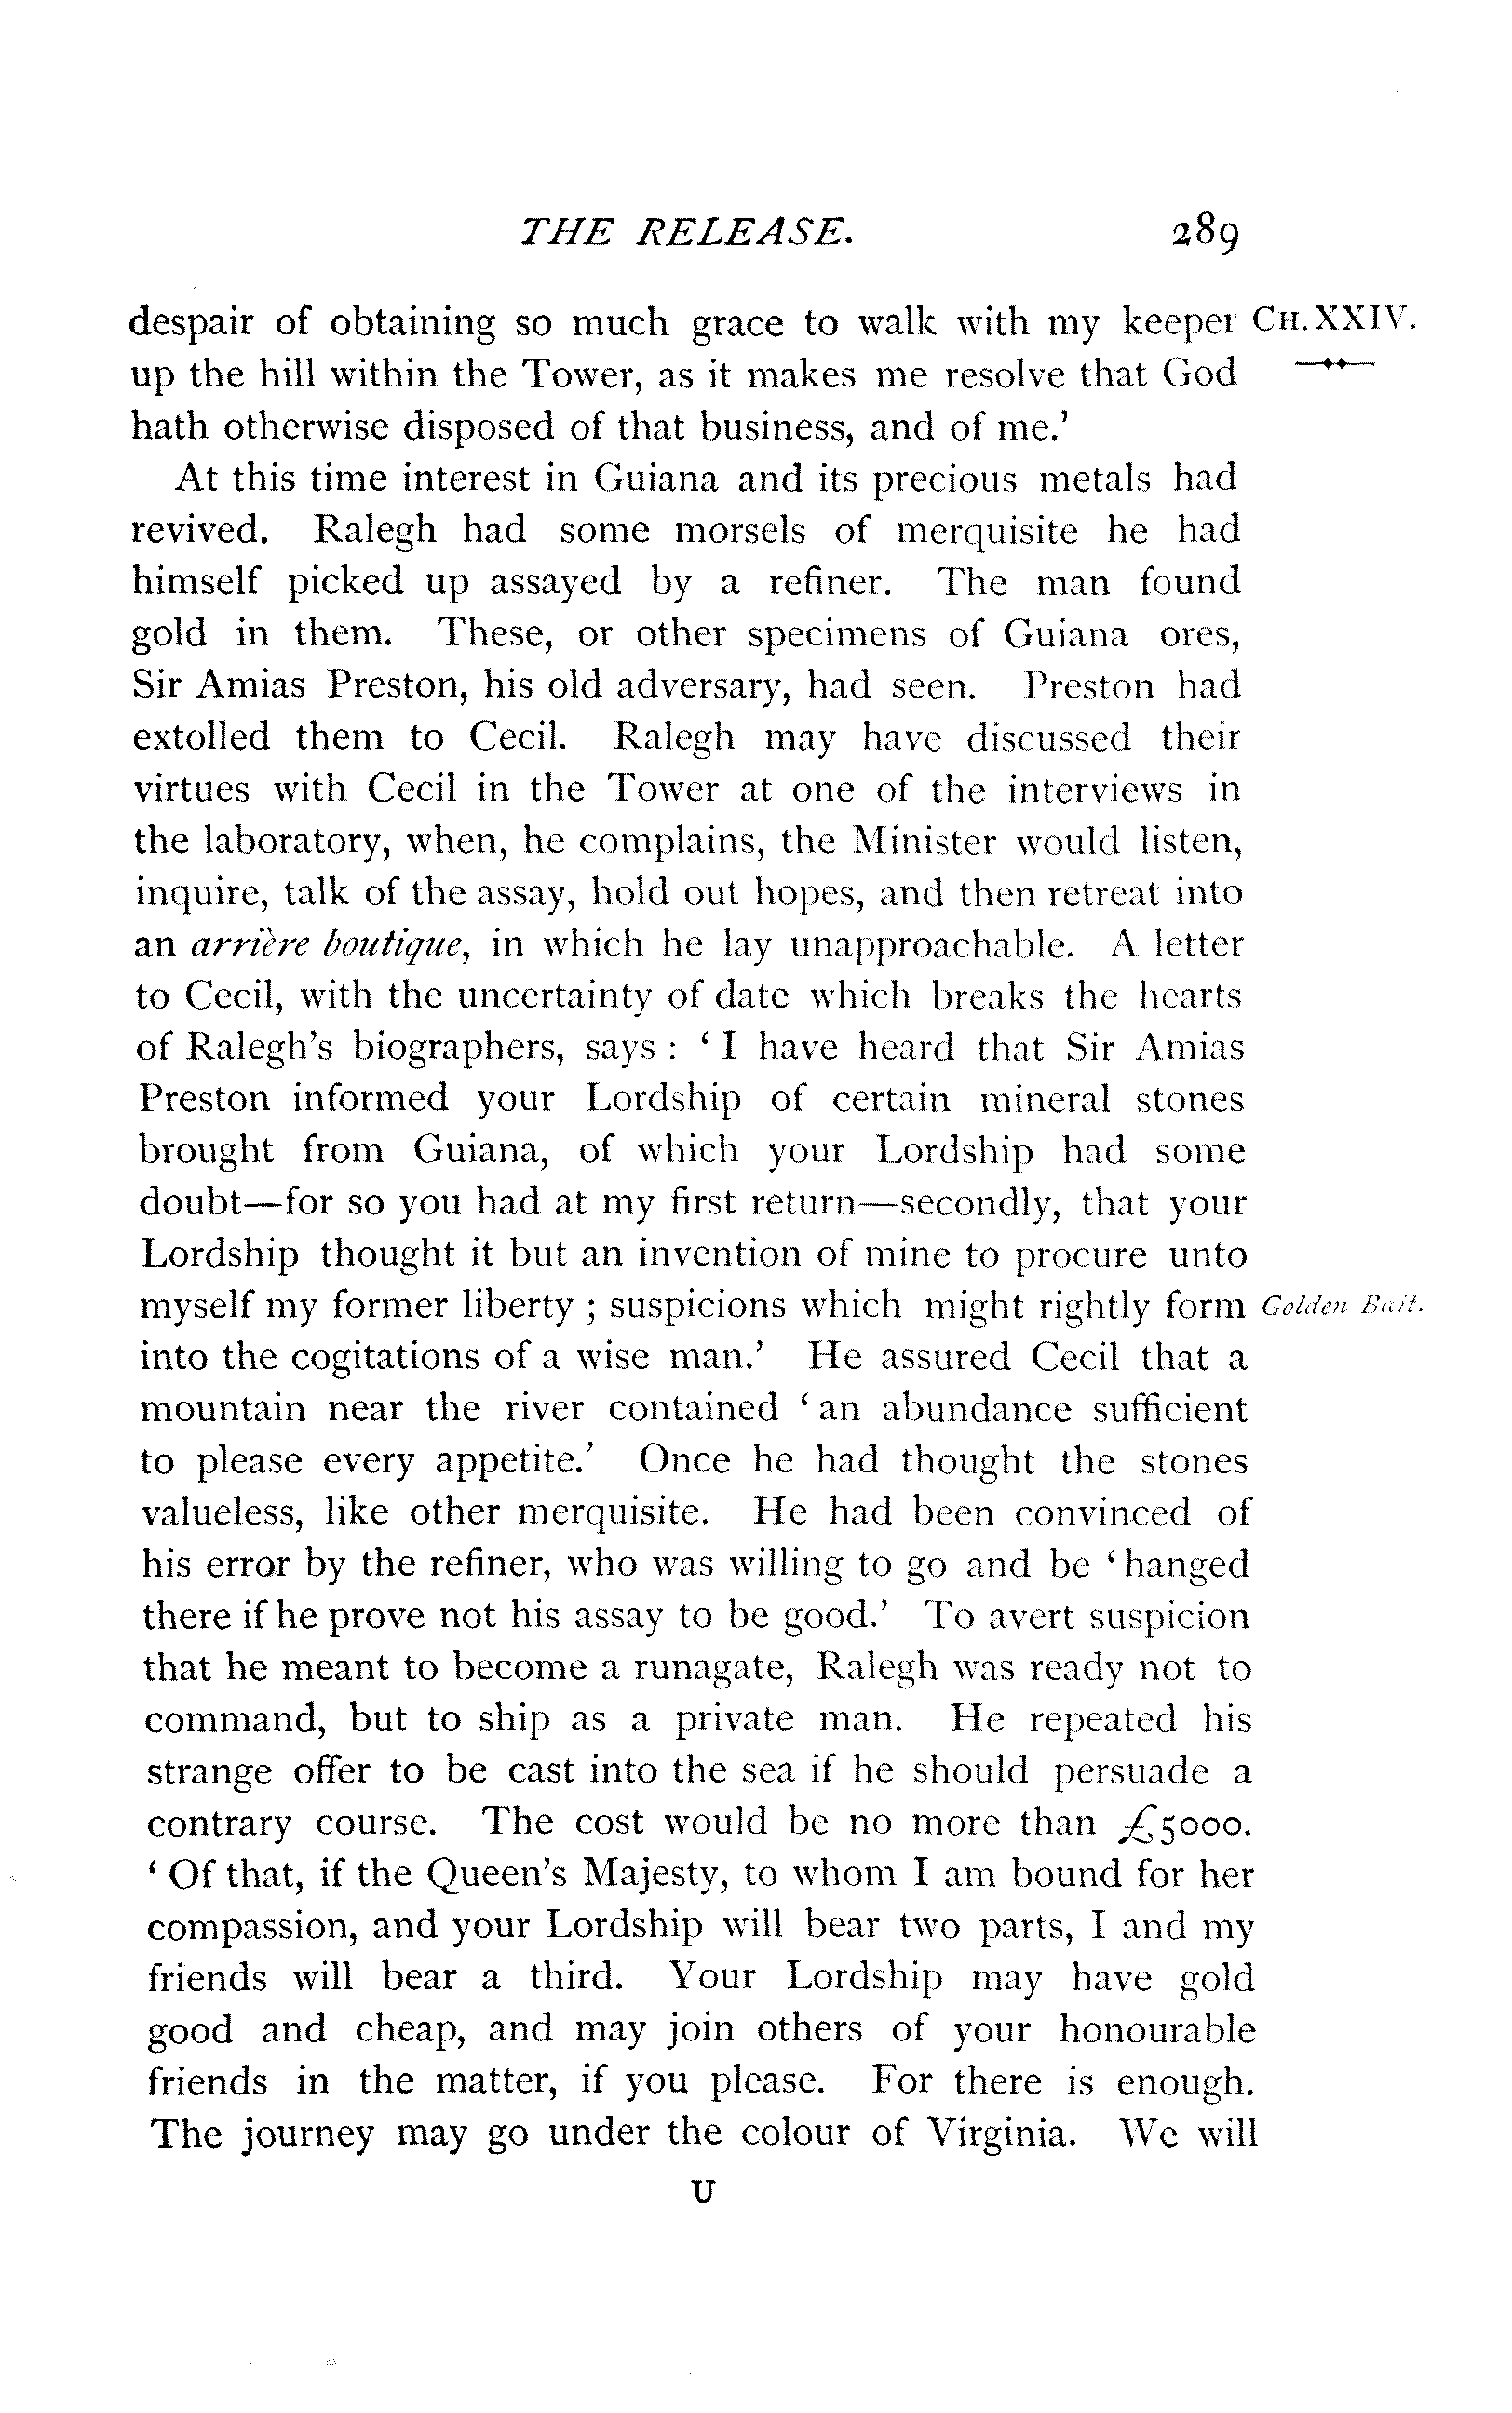 THE RELEASE. 289
despair of obtaining so much grace to walk with my keeper CH. XXIV.
up the hill within the Tower, as it makes me resolve that God
hath otherwise disposed of that business, and of me.'
At this time interest in Guiana and its precious metals had
revived. Ralegh had some morsels of merquisite he had
himself picked up assayed by a refiner. The man found
gold in them. These, or other specimens of Guiana ores,
Sir Amias Preston, his old adversary, had seen. Preston had
extolled them to Cecil. Ralegh may have discussed their
virtues with Cecil in the Tower at one of the interviews in
the laboratory, when, he complains, the Minister would listen,
inquire, talk of the assay, hold out hopes, and then retreat into
an arrière boutique, in which he lay unapproachable. A letter
to Cecil, with the uncertainty of date which breaks the hearts
of Ralegh's biographers, says : ' I have heard that Sir Amias
Preston informed your Lordship of certain mineral stones
brought from Guiana, of which your Lordship had some
doubt—for so you had at my first return—secondly, that your
Lordship thought it but an invention of mine to procure unto
myself my former liberty ; suspicions which might rightly form Golden Bait.
into the cogitations of a wise man.' He assured Cecil that a
mountain near the river contained ' an abundance sufficient
to please every appetite.' Once he had thought the stones
valueless, like other merquisite. He had been convinced of
his error by the refiner, who was willing to go and be ' hanged
there if he prove not his assay to be good.' To avert suspicion
that he meant to become a runagate, Ralegh was ready not to
command, but to ship as a private man. He repeated his
strange offer to be cast into the sea if he should persuade a
contrary course. The cost would be no more than £5000.
' Of that, if the Queen's Majesty, to whom I am bound for her
compassion, and your Lordship will bear two parts, I and my
friends will bear a third. Your Lordship may have gold
good and cheap, and may join others of your honourable
friends in the matter, if you please. For there is enough.
The journey may go under the colour of Virginia. We will
U